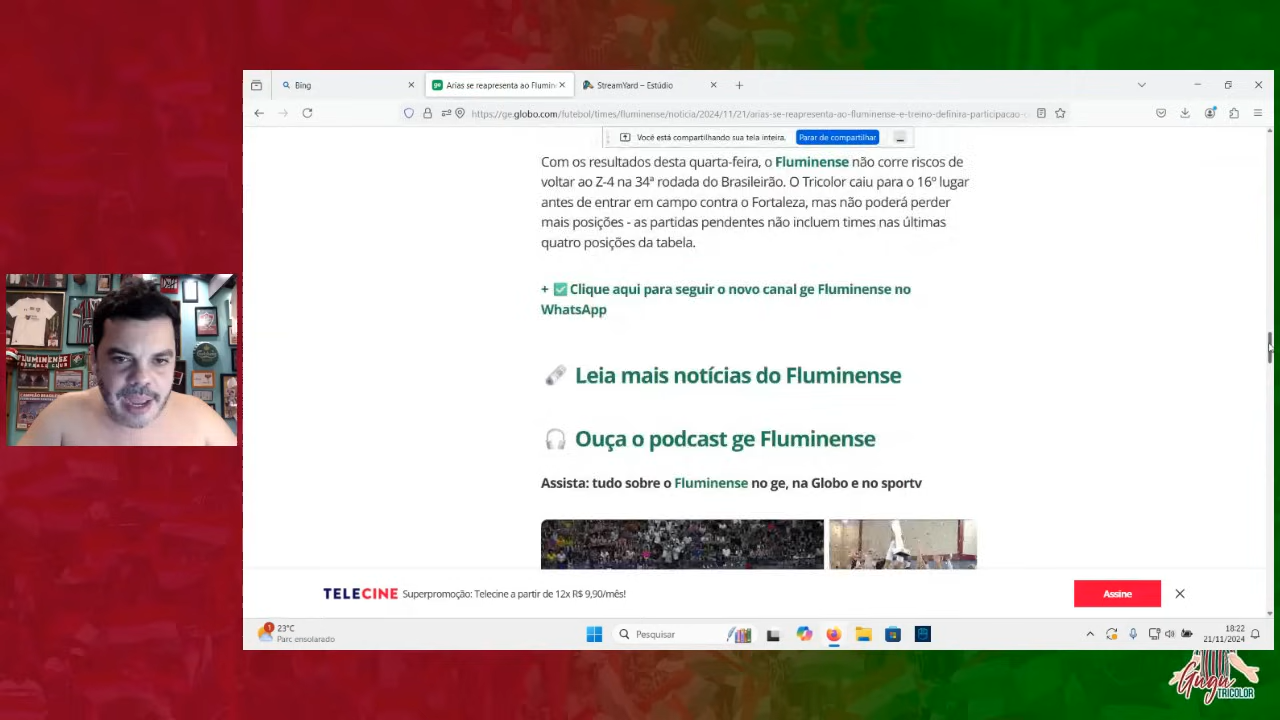 Bing
ge Arias se reapresenta ao Flumin
StreamYard – Estúdio
https://ge.globo.com/futebol/times/fluminense/noticia/2024/11/21/arias-se-reapresenta-ao-fluminense-e-treino-definira-participacao-c
Você está compartilhando sua tela inteira. Parar de compartilhar
Com os resultados desta quarta-feira, o Fluminense não corre riscos de
voltar ao Z-4 na 34ª rodada do Brasileirão. O Tricolor caiu para o 16º lugar
antes de entrar em campo contra o Fortaleza, mas não poderá perder
mais posições - as partidas pendentes não incluem times nas últimas
quatro posições da tabela.
+ ✅ Clique aqui para seguir o novo canal ge Fluminense no
WhatsApp
🗞️ Leia mais notícias do Fluminense
🎧 Ouça o podcast ge Fluminense
Assista: tudo sobre o Fluminense no ge, na Globo e no sportv
TELECINE Superpromoção: Telecine a partir de 12x R$ 9,90/mês!
Assine
1
23°C
Parc ensolarado
Pesquisar
18:22
21/11/2024
FLUMINENSE
Gugu
TRICOLOR